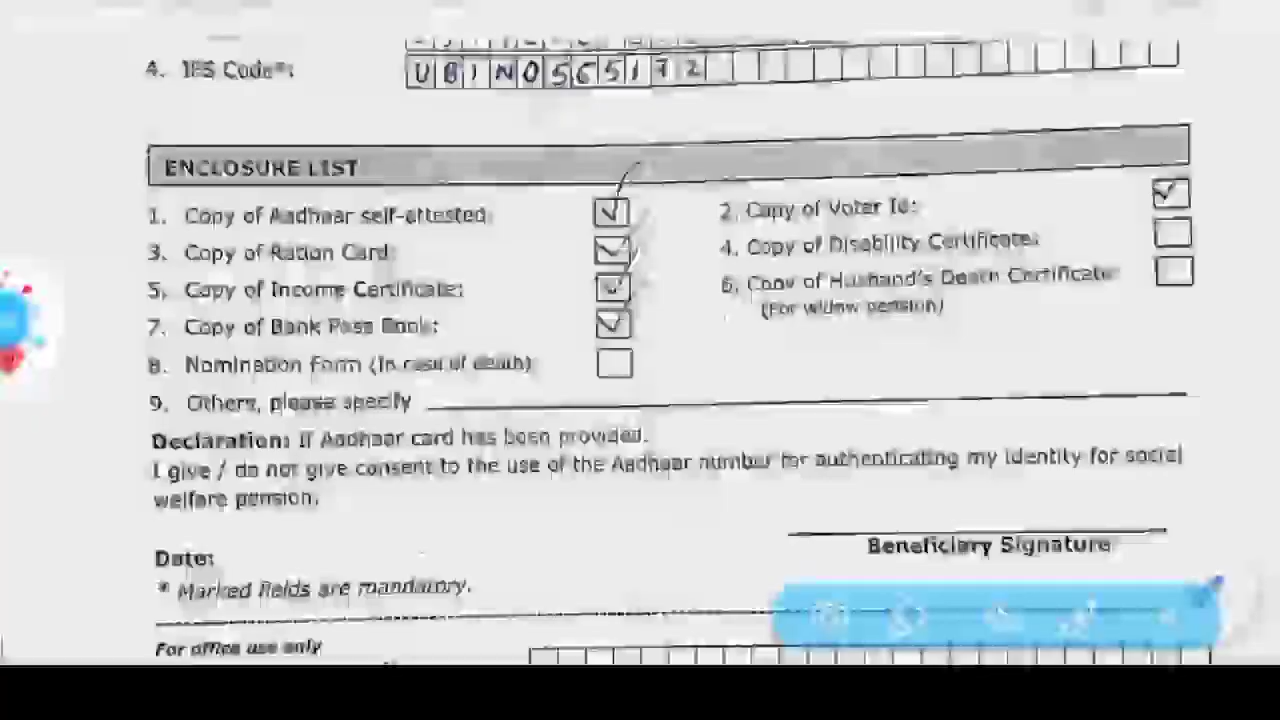 4. IFS Code*:
ENCLOSURE LIST
1. Copy of Aadhaar self-attested:
2. Copy of Voter Id:
3. Copy of Ration Card:
4. Copy of Disability Certificate:
5. Copy of Income Certificate:
6. Copy of Husband's Death Certificate
(For widow pension)
7. Copy of Bank Pass Book:
8. Nomination Form (In case of death):
9. Others, please specify
Declaration: If Aadhaar card has been provided.
I give / do not give consent to the use of the Aadhaar number for authenticating my identity for social
welfare pension.
Beneficiary Signature
Date:
* Marked fields are mandatory.
For office use only